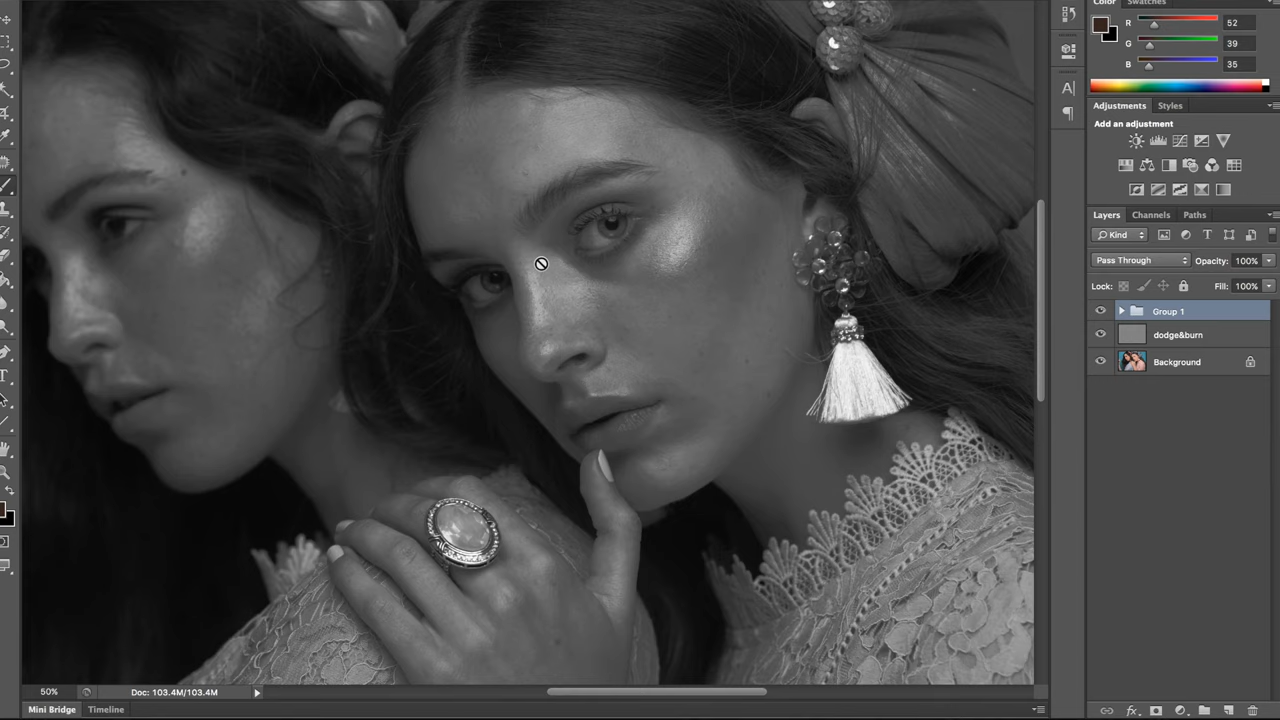 Color Swatches
R 52
G 39
B 35
Adjustments Styles
Add an adjustment
A
Layers Channels Paths
Kind T
Pass Through Opacity: 100%
Lock: Fill: 100%
Group 1
dodge&burn
Background
T
50% Doc: 103.4M/103.4M
Mini Bridge Timeline
fx